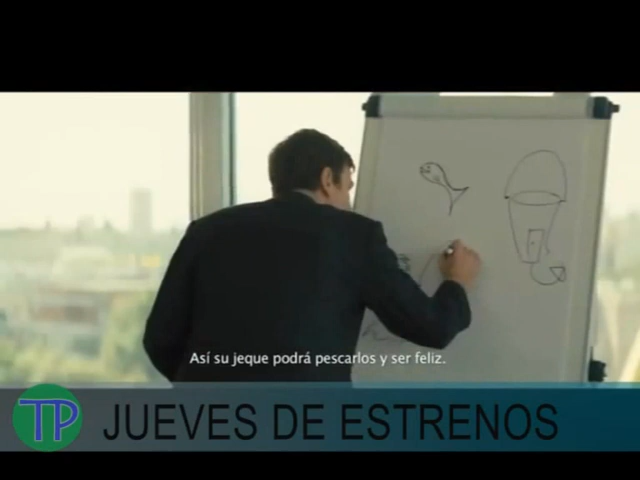 Así su jeque podrá pescarlos y ser feliz.
TP JUEVES DE ESTRENOS